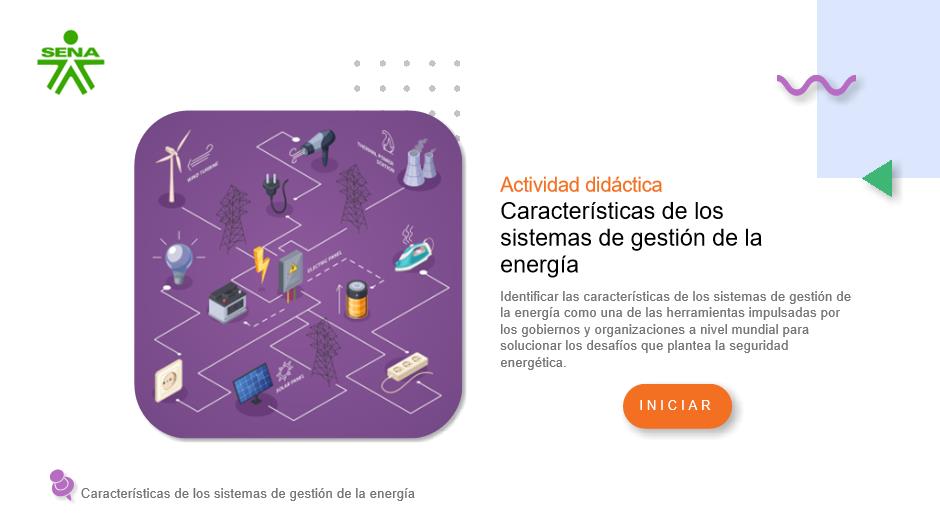 SENA
WIND TURBINE
THERMAL POWER
STATION
ELECTRIC PANEL
SOLAR PANEL
Actividad didáctica
Características de los
sistemas de gestión de la
energía
Identificar las características de los sistemas de gestión de
la energía como una de las herramientas impulsadas por
los gobiernos y organizaciones a nivel mundial para
solucionar los desafíos que plantea la seguridad
energética.
INICIAR
Características de los sistemas de gestión de la energía